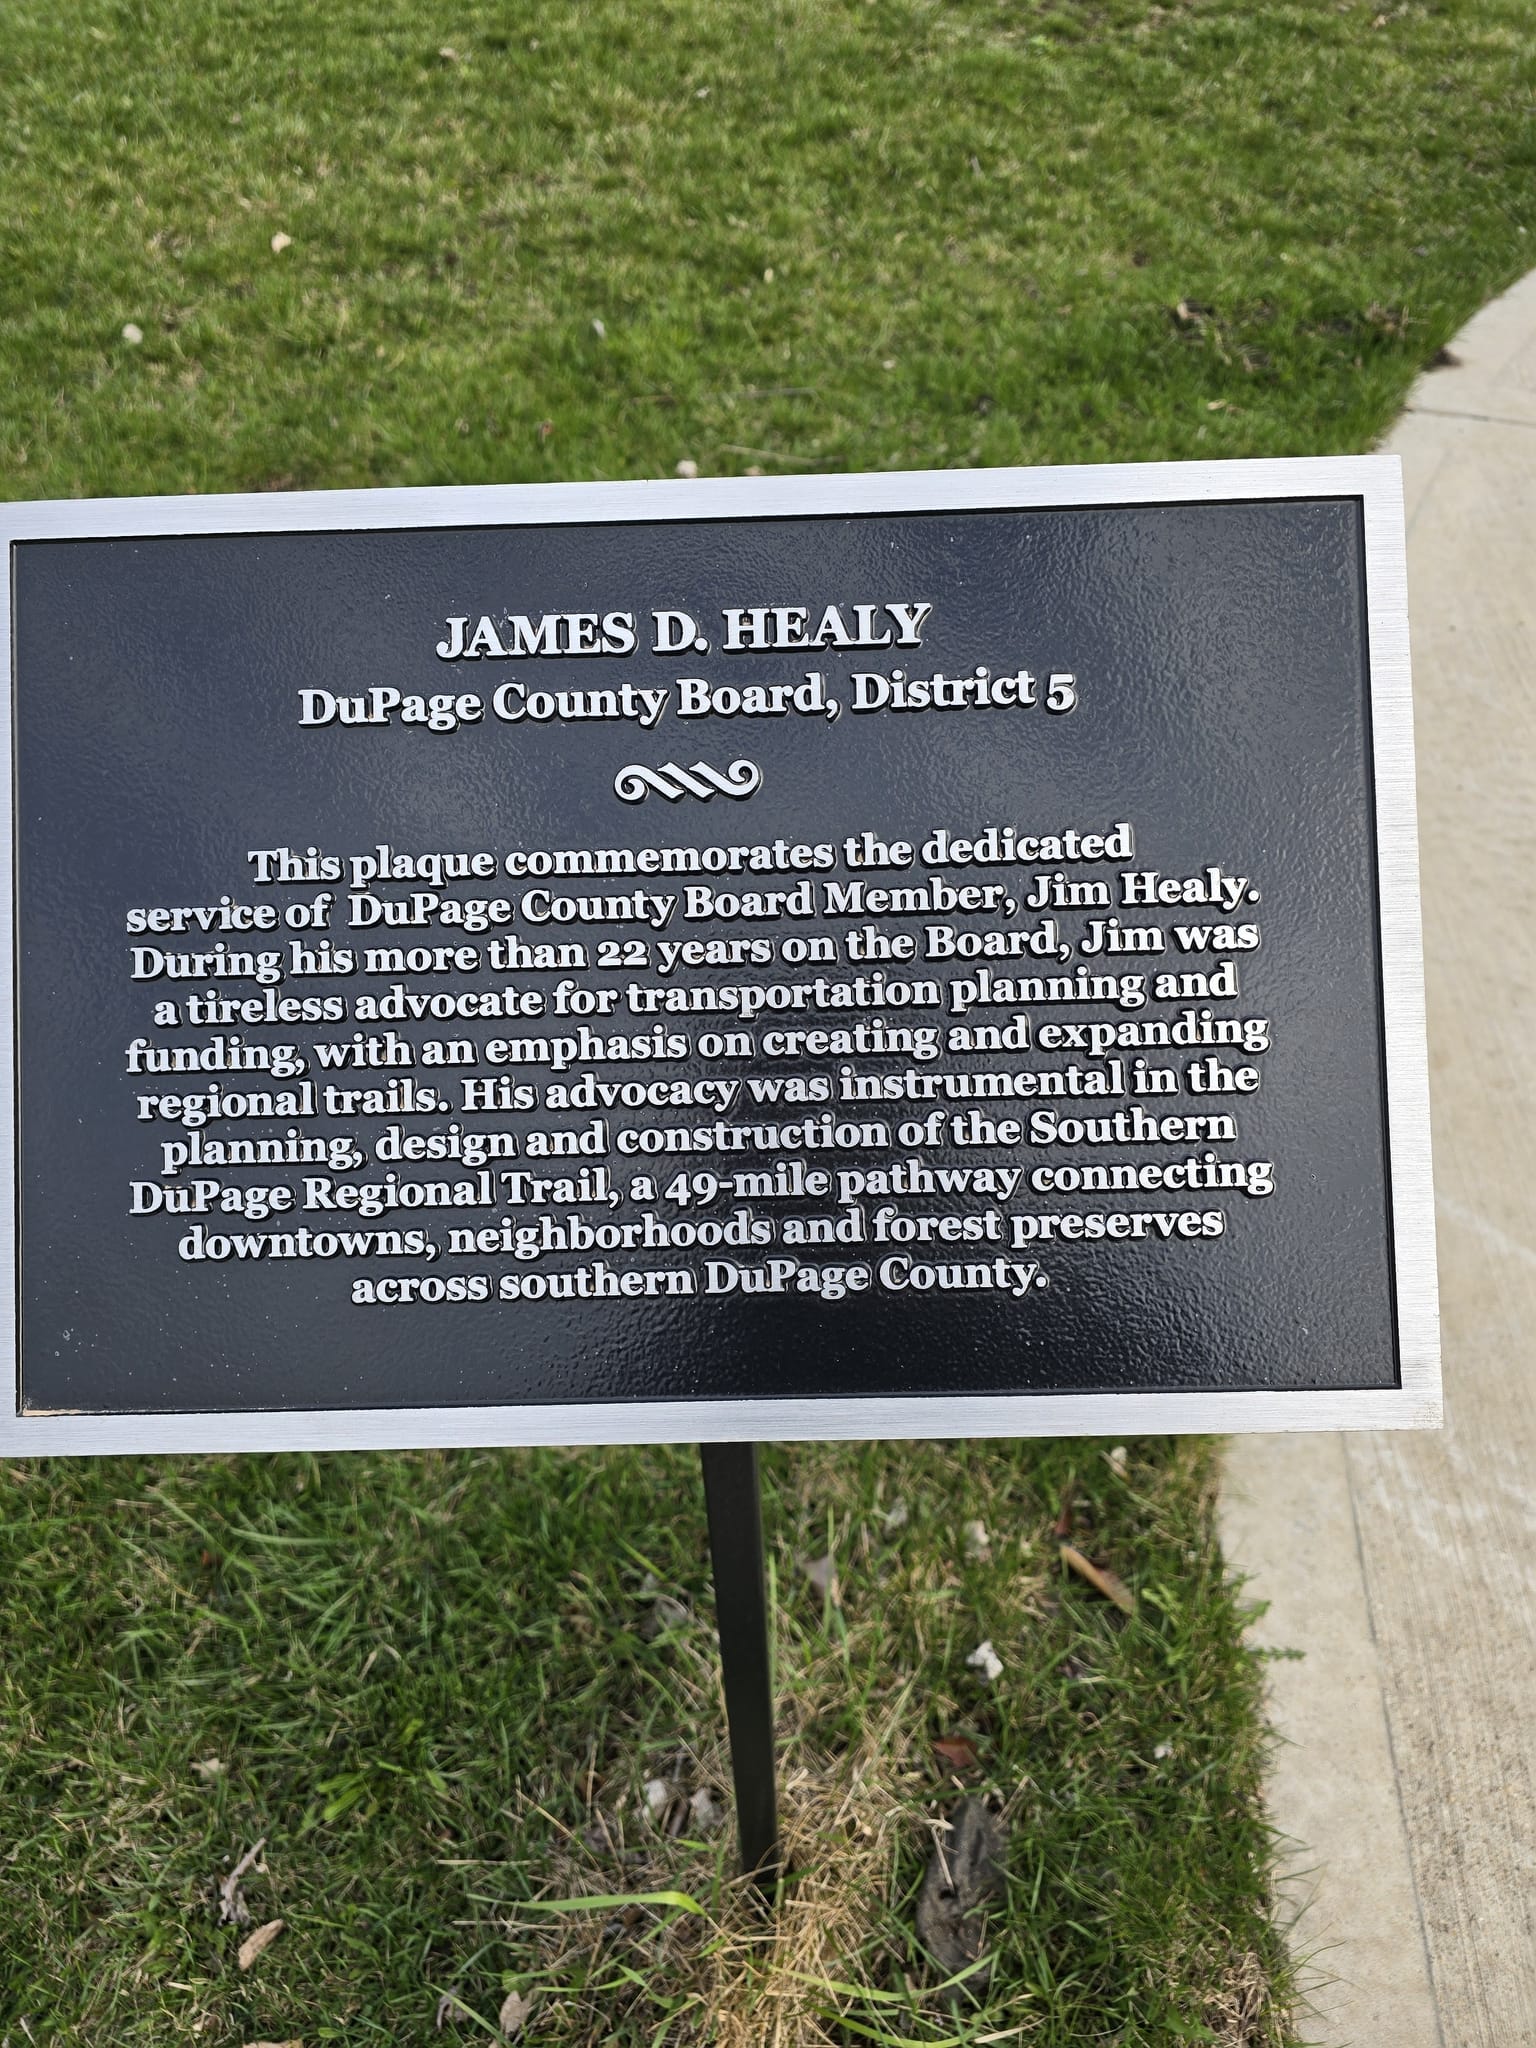 JAMES D. HEALY
DuPage County Board, District 5
This plaque commemorates the dedicated
service of DuPage County Board Member, Jim Healy.
During his more than 22 years on the Board, Jim was
a tireless advocate for transportation planning and
funding, with an emphasis on creating and expanding
regional trails. His advocacy was instrumental in the
planning, design and construction of the Southern
DuPage Regional Trail, a 49-mile pathway connecting
downtowns, neighborhoods and forest preserves
across southern DuPage County.